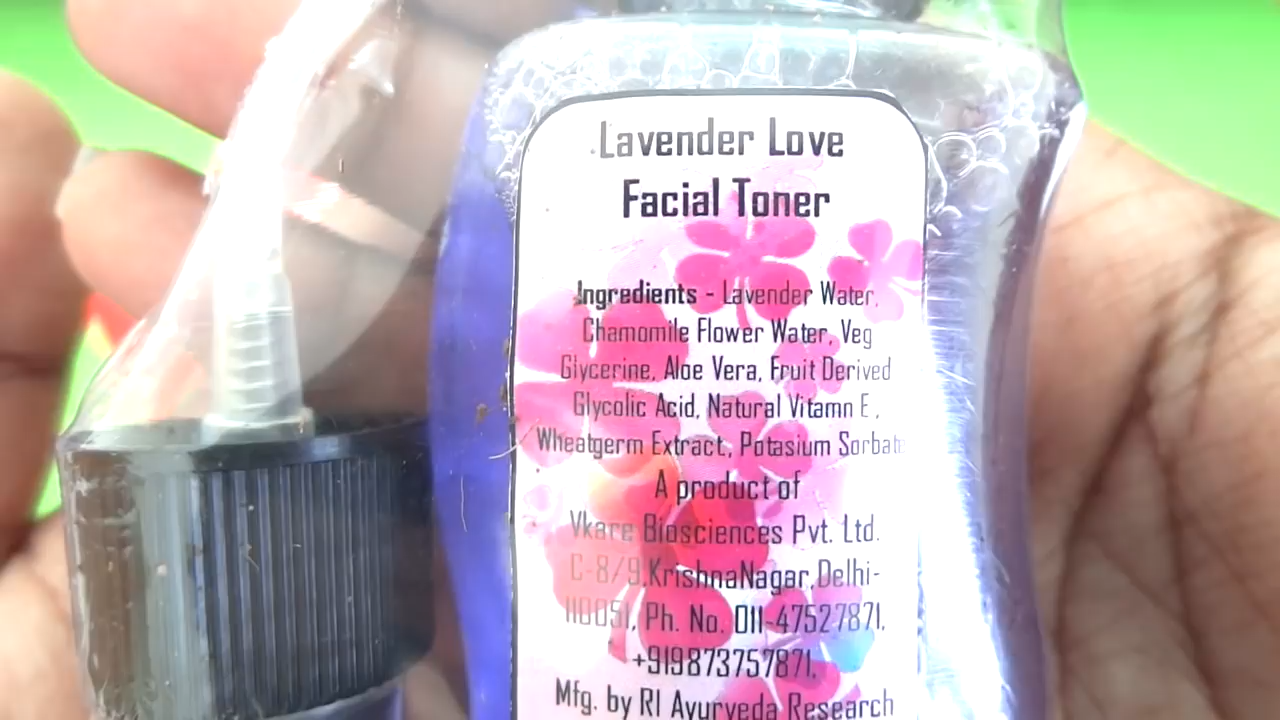 Lavender Love
Facial Toner
Ingredients - Lavender Water,
Chamomile Flower Water, Veg
Glycerine, Aloe Vera, Fruit Derived
Glycolic Acid, Natural Vitamn E ,
Wheatgerm Extract, Potasium Sorbate
A product of
Vkare Biosciences Pvt. Ltd.
C-8/9,KrishnaNagar,Delhi-
110051, Ph. No. 011-47527871,
+919873757871,
Mfg. by RI Ayurveda Research